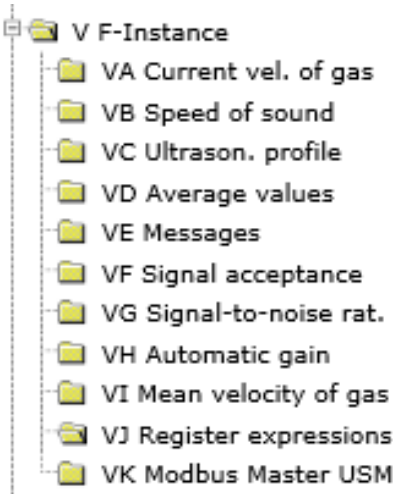 V F-Instance
VA Current vel. of gas
VB Speed of sound
VC Ultrason. profile
VD Average values
VE Messages
VF Signal acceptance
VG Signal-to-noise rat.
VH Automatic gain
VI Mean velocity of gas
VJ Register expressions
VK Modbus Master USM